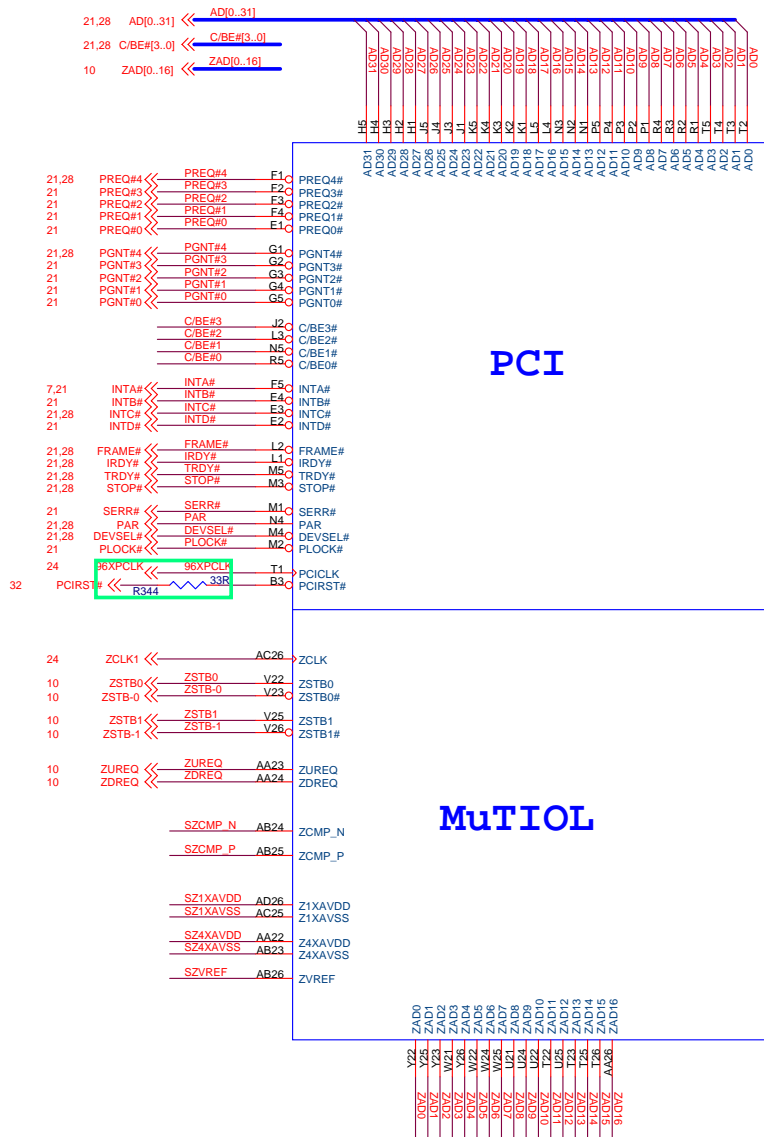 21,28 AD[0..31] AD[0..31]
21,28 C/BE#[3..0] C/BE#[3..0]
10 ZAD[0..16] ZAD[0..16]
AD31 AD30 AD29 AD28 AD27 AD26 AD25 AD24 AD23 AD22 AD21 AD20 AD19 AD18 AD17 AD16 AD15 AD14 AD13 AD12 AD11 AD10 AD9 AD8 AD7 AD6 AD5 AD4 AD3 AD2 AD1 AD0
H5 H4 H3 H2 H1 J5 J4 J3 J1 K5 K4 K3 K2 K1 L5 L4 N3 N2 N1 P5 P4 P3 P2 P1 R4 R3 R2 R1 T5 T4 T3 T2
AD31 AD30 AD29 AD28 AD27 AD26 AD25 AD24 AD23 AD22 AD21 AD20 AD19 AD18 AD17 AD16 AD15 AD14 AD13 AD12 AD11 AD10 AD9 AD8 AD7 AD6 AD5 AD4 AD3 AD2 AD1 AD0
21,28 PREQ#4 PREQ#4 F1 PREQ4#
21 PREQ#3 PREQ#3 F2 PREQ3#
21 PREQ#2 PREQ#2 F3 PREQ2#
21 PREQ#1 PREQ#1 F4 PREQ1#
21 PREQ#0 PREQ#0 E1 PREQ0#
21,28 PGNT#4 PGNT#4 G1 PGNT4#
21 PGNT#3 PGNT#3 G2 PGNT3#
21 PGNT#2 PGNT#2 G3 PGNT2#
21 PGNT#1 PGNT#1 G4 PGNT1#
21 PGNT#0 PGNT#0 G5 PGNT0#
C/BE#3 J2 C/BE3#
C/BE#2 L3 C/BE2#
C/BE#1 N5 C/BE1#
C/BE#0 R5 C/BE0#
PCI
7,21 INTA# INTA# F5 INTA#
21 INTB# INTB# E4 INTB#
21,28 INTC# INTC# E3 INTC#
21 INTD# INTD# E2 INTD#
21,28 FRAME# FRAME# L2 FRAME#
21,28 IRDY# IRDY# L1 IRDY#
21,28 TRDY# TRDY# M5 TRDY#
21,28 STOP# STOP# M3 STOP#
21 SERR# SERR# M1 SERR#
21,28 PAR PAR N4 PAR
21,28 DEVSEL# DEVSEL# M4 DEVSEL#
21 PLOCK# PLOCK# M2 PLOCK#
24 96XPCLK 96XPCLK T1 PCICLK
32 PCIRST# R344 33R B3 PCIRST#
24 ZCLK1 AC26 ZCLK
10 ZSTB0 ZSTB0 V22 ZSTB0
10 ZSTB-0 ZSTB-0 V23 ZSTB0#
10 ZSTB1 ZSTB1 V25 ZSTB1
10 ZSTB-1 ZSTB-1 V26 ZSTB1#
10 ZUREQ ZUREQ AA23 ZUREQ
10 ZDREQ ZDREQ AA24 ZDREQ
MuTIOL
SZCMP_N AB24 ZCMP_N
SZCMP_P AB25 ZCMP_P
SZ1XAVDD AD26 Z1XAVDD
SZ1XAVSS AC25 Z1XAVSS
SZ4XAVDD AA22 Z4XAVDD
SZ4XAVSS AB23 Z4XAVSS
SZVREF AB26 ZVREF
ZAD0 ZAD1 ZAD2 ZAD3 ZAD4 ZAD5 ZAD6 ZAD7 ZAD8 ZAD9 ZAD10 ZAD11 ZAD12 ZAD13 ZAD14 ZAD15 ZAD16
Y22 Y25 Y23 W21 Y26 W22 W24 W25 U21 U24 U22 T22 U25 T23 T25 T26 AA26
ZAD0 ZAD1 ZAD2 ZAD3 ZAD4 ZAD5 ZAD6 ZAD7 ZAD8 ZAD9 ZAD10 ZAD11 ZAD12 ZAD13 ZAD14 ZAD15 ZAD16